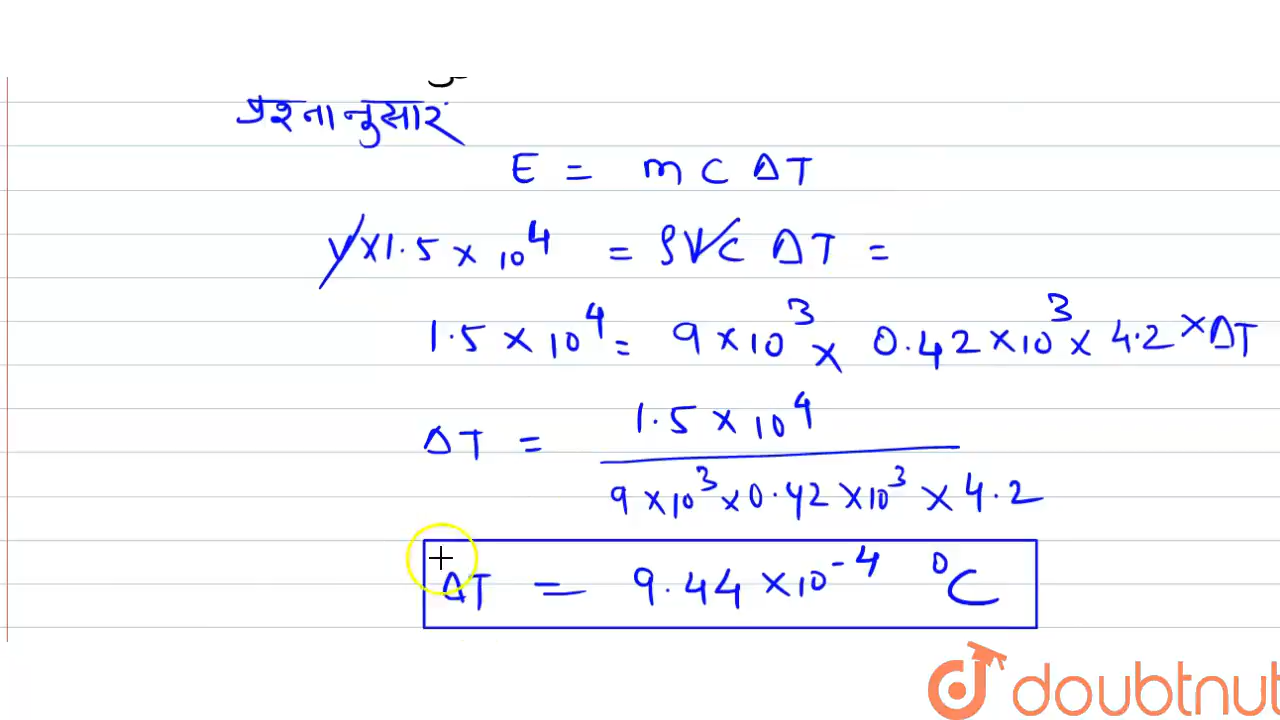 प्रश्नानुसार
E = m C ΔT
V×1.5 × 10⁴ = ρVC ΔT =
1.5 × 10⁴ = 9 × 10³ × 0.42 × 10³ × 4.2 × ΔT
ΔT = 1.5 × 10⁴
9 × 10³ × 0.42 × 10³ × 4.2
ΔT = 9.44 × 10⁻⁴ ⁰C
doubtnut